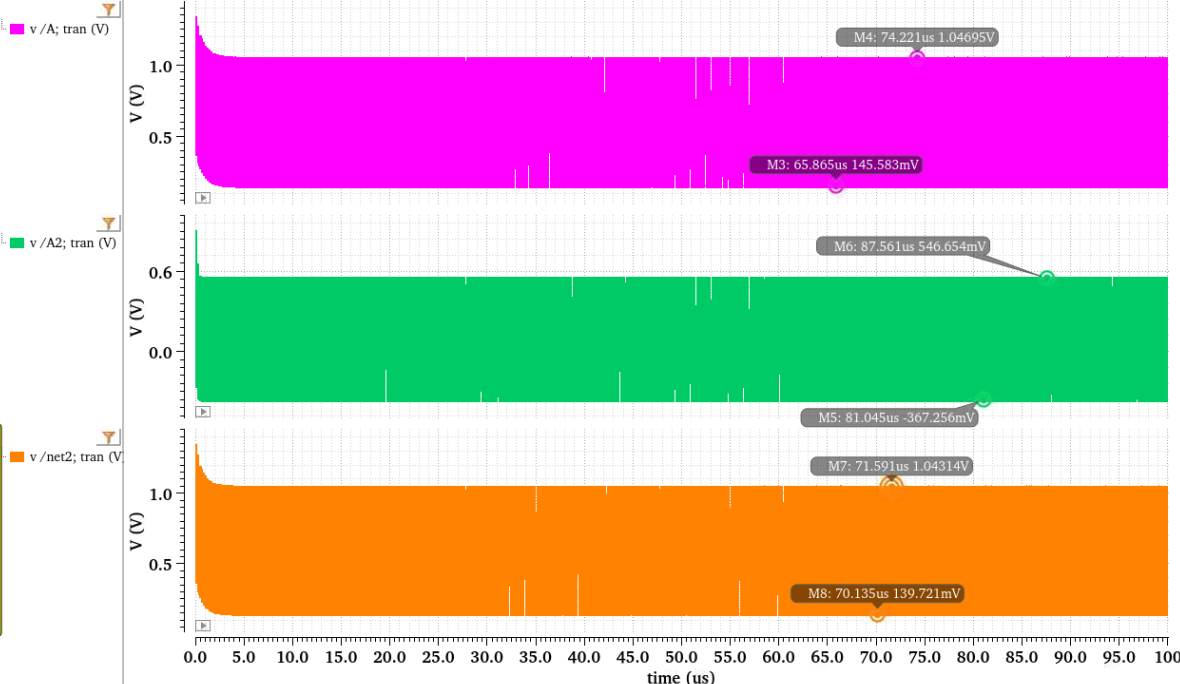 v /A; tran (V)
V (V)
1.0
0.5
M4: 74.221us 1.04695V
M3: 65.865us 145.583mV
v /A2; tran (V)
V (V)
0.6
0.0
M6: 87.561us 546.654mV
M5: 81.045us -367.256mV
v /net2; tran (V)
V (V)
1.0
0.5
M7: 71.591us 1.04314V
M8: 70.135us 139.721mV
0.0 5.0 10.0 15.0 20.0 25.0 30.0 35.0 40.0 45.0 50.0 55.0 60.0 65.0 70.0 75.0 80.0 85.0 90.0 95.0 100
time (us)